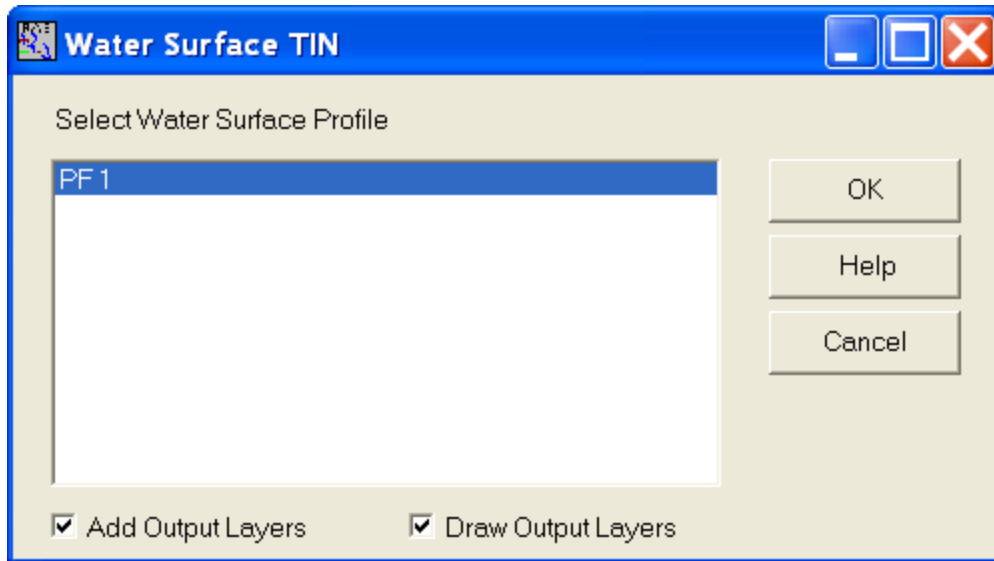 Water Surface TIN
Select Water Surface Profile
PF 1
OK
Help
Cancel
Add Output Layers
Draw Output Layers